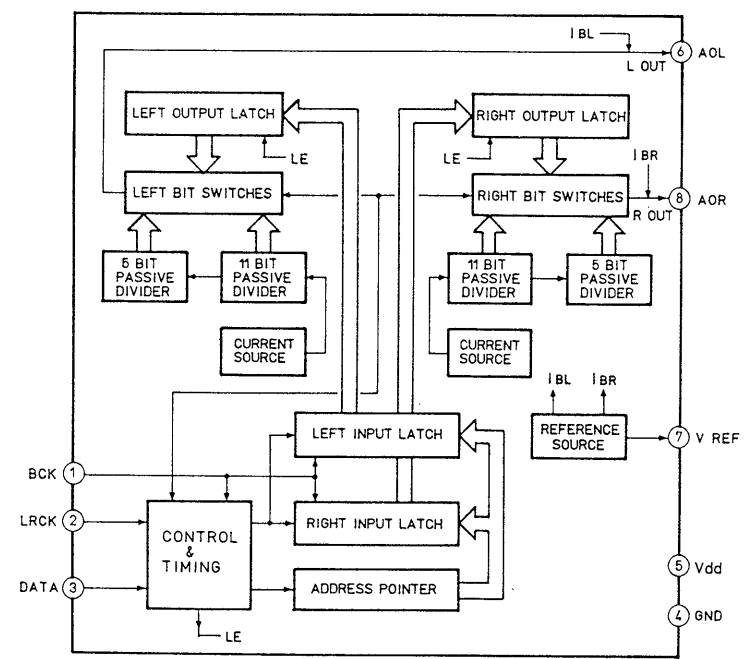 I BL
6 AOL
L OUT
LEFT OUTPUT LATCH
RIGHT OUTPUT LATCH
LE
LE
I BR
LEFT BIT SWITCHES
RIGHT BIT SWITCHES
8 AOR
R OUT
5 BIT
PASSIVE
DIVIDER
11 BIT
PASSIVE
DIVIDER
11 BIT
PASSIVE
DIVIDER
5 BIT
PASSIVE
DIVIDER
CURRENT
SOURCE
CURRENT
SOURCE
I BL
I BR
LEFT INPUT LATCH
REFERENCE
SOURCE
7 V REF
BCK 1
LRCK 2
CONTROL
&
TIMING
RIGHT INPUT LATCH
5 Vdd
DATA 3
ADDRESS POINTER
4 GND
LE